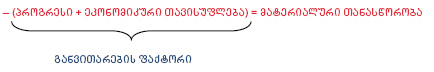 – (პროგრესი + ეკონომიკური თავისუფლება) = მატერიალური თანასწორობა
განვითარების ფაქტორი